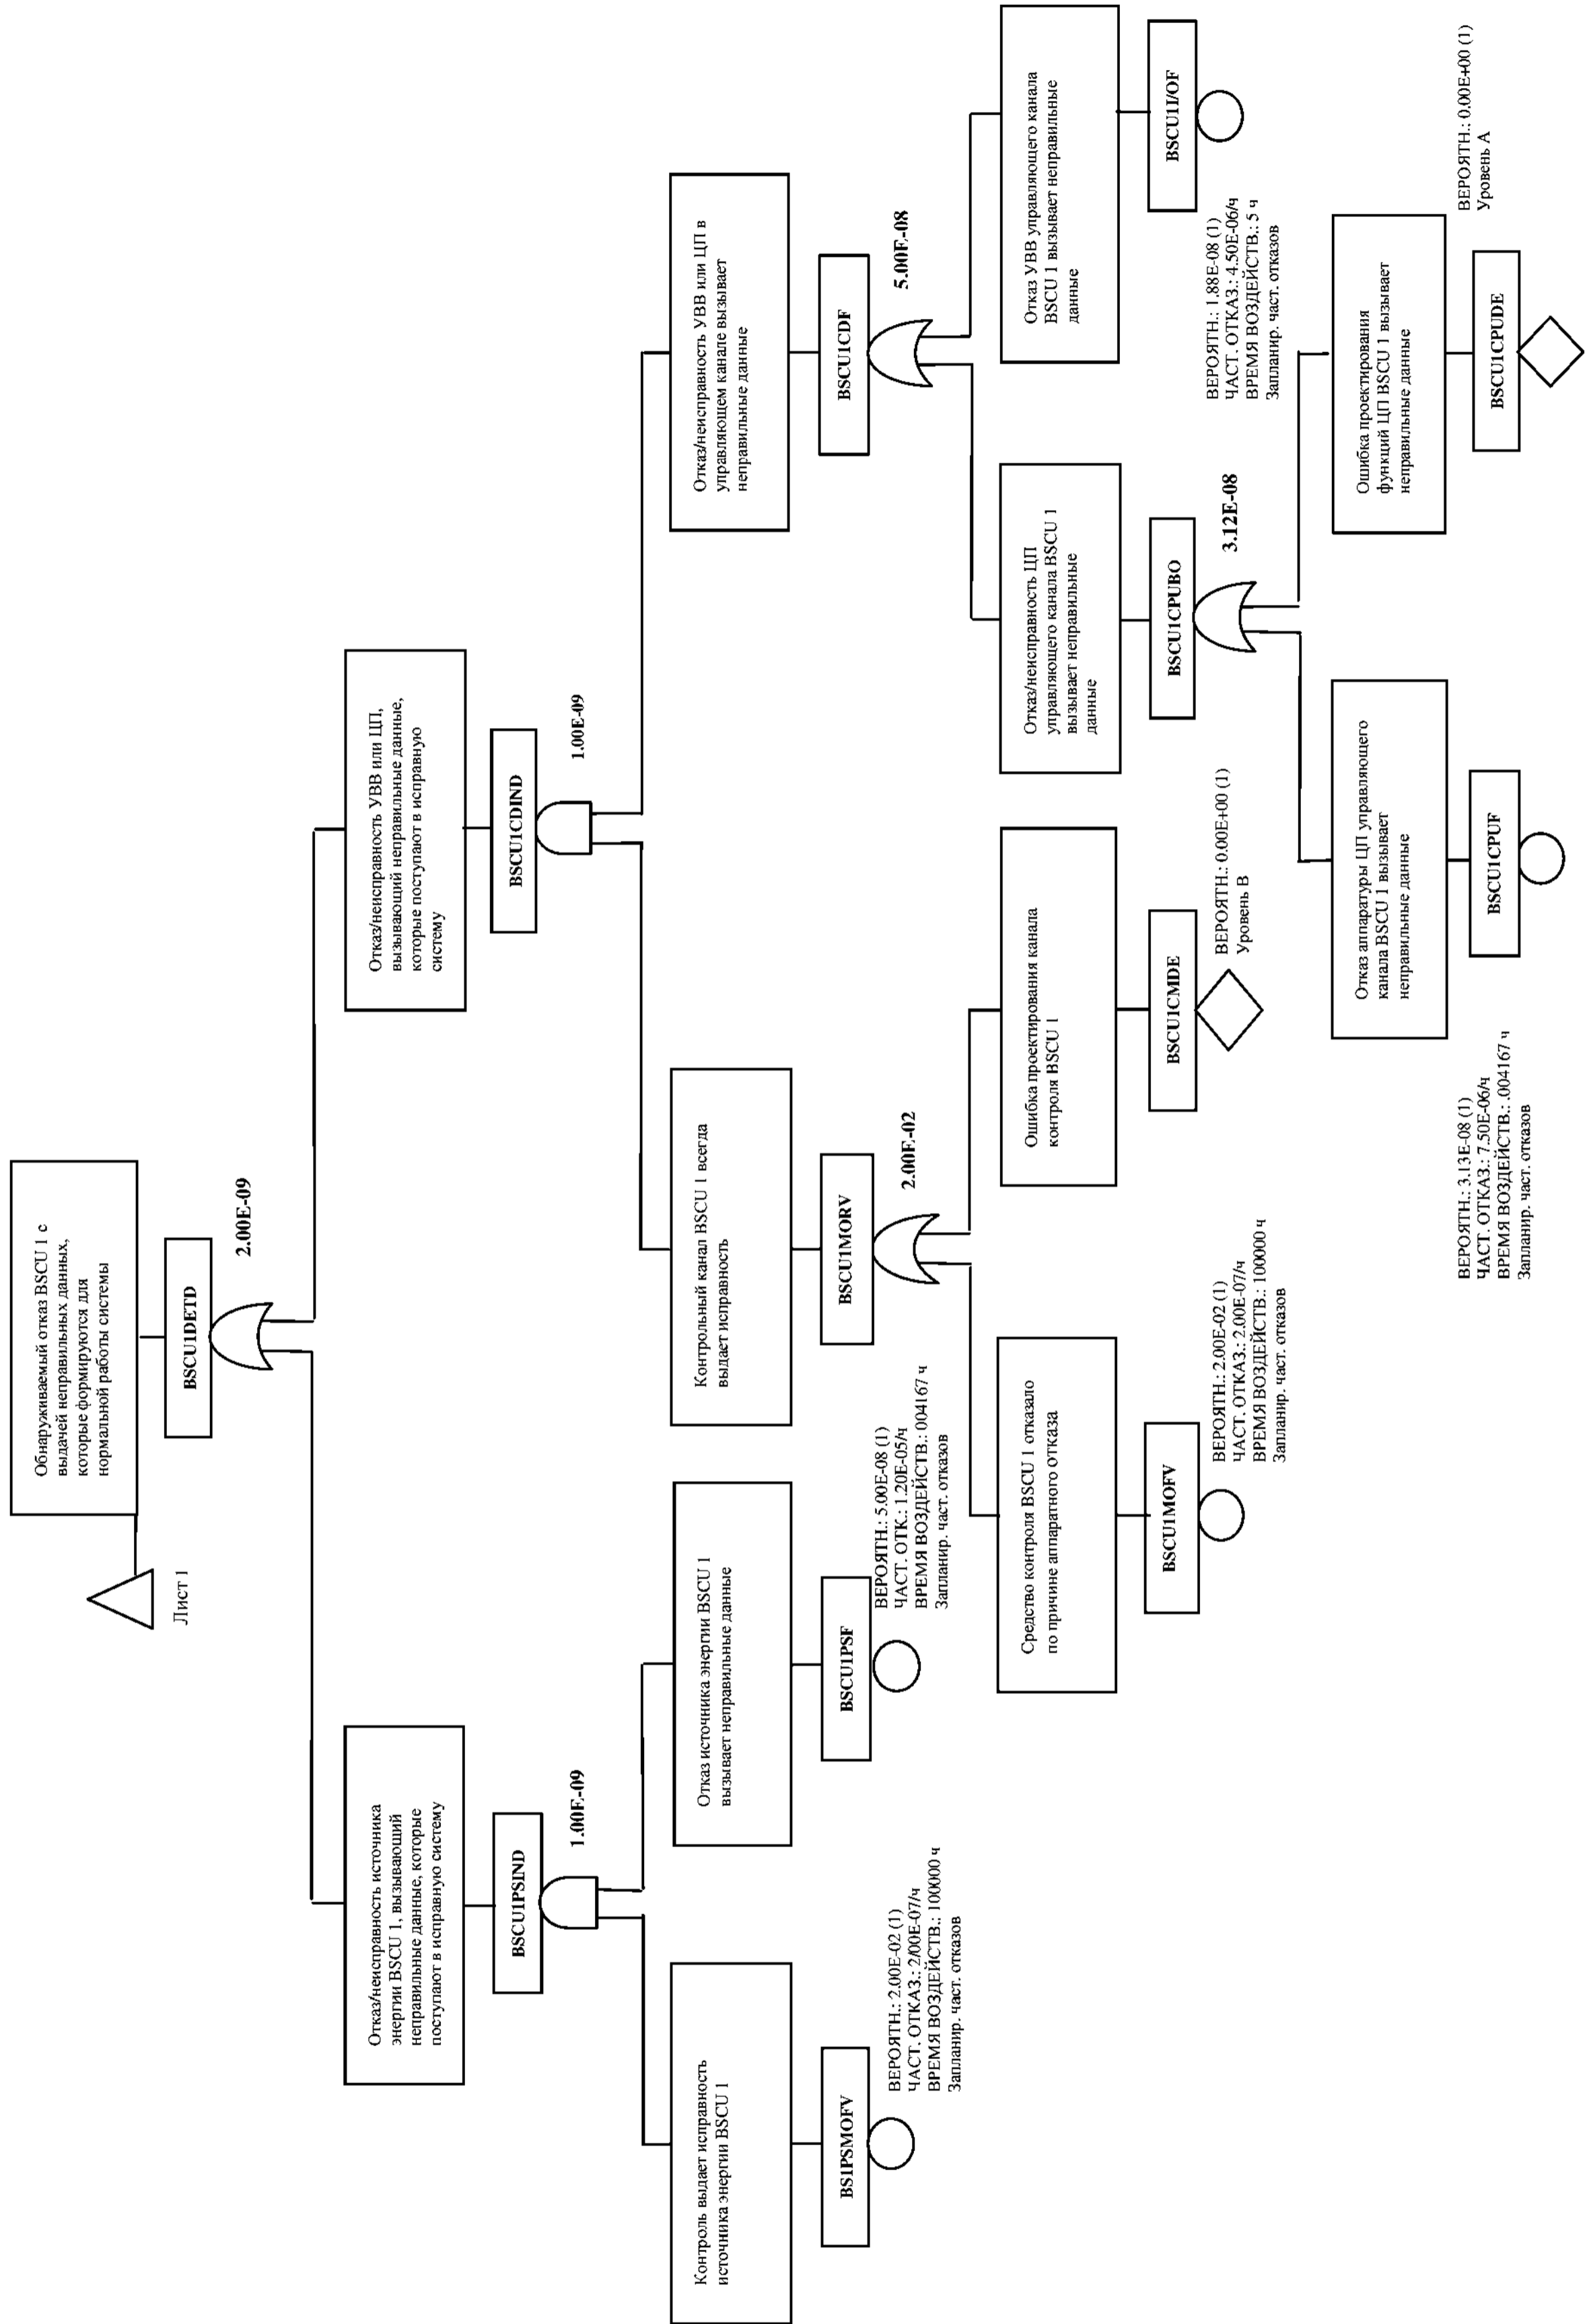 Обнаруживаемый отказ BSCU 1 с
выдачей неправильных данных,
которые формируются для
нормальной работы системы
Лист 1
BSCU1DETD
2.00E-09
Отказ/неисправность источника
энергии BSCU 1, вызывающий
неправильные данные, которые
поступают в исправную систему
BSCU1PSIND
1.00E-09
Отказ/неисправность УВВ или ЦП,
вызывающий неправильные данные,
которые поступают в исправную
систему
BSCU1CDIND
1.00E-09
Контроль выдает исправность
источника энергии BSCU 1
BS1PSMOFV
ВЕРОЯТН.: 2.00E-02 (1)
ЧАСТ. ОТКАЗ.: 2/00E-07/ч
ВРЕМЯ ВОЗДЕЙСТВ.: 100000 ч
Запланир. част. отказов
Отказ источника энергии BSCU 1
вызывает неправильные данные
BSCU1PSF
ВЕРОЯТН.: 5.00E-08 (1)
ЧАСТ. ОТК.: 1.20E-05/ч
ВРЕМЯ ВОЗДЕЙСТВ.: 004167 ч
Запланир. част. отказов
Контрольный канал BSCU 1 всегда
выдает исправность
BSCU1MORV
2.00E-02
Отказ/неисправность УВВ или ЦП в
управляющем канале вызывает
неправильные данные
BSCU1CDF
5.00E-08
Средство контроля BSCU 1 отказало
по причине аппаратного отказа
BSCU1MOFV
ВЕРОЯТН.: 2.00E-02 (1)
ЧАСТ. ОТКАЗ.: 2.00E-07/ч
ВРЕМЯ ВОЗДЕЙСТВ.: 100000 ч
Запланир. част. отказов
Ошибка проектирования канала
контроля BSCU 1
BSCU1CMDE
ВЕРОЯТН.: 0.00E+00 (1)
Уровень B
Отказ/неисправность ЦП
управляющего канала BSCU 1
вызывает неправильные
данные
BSCU1CPUBO
3.12E-08
Отказ УВВ управляющего канала
BSCU 1 вызывает неправильные
данные
BSCU1I/OF
ВЕРОЯТН.: 1.88E-08 (1)
ЧАСТ. ОТКАЗ.: 4.50E-06/ч
ВРЕМЯ ВОЗДЕЙСТВ.: 5 ч
Запланир. част. отказов
Отказ аппаратуры ЦП управляющего
канала BSCU 1 вызывает
неправильные данные
BSCU1CPUF
ВЕРОЯТН.: 3.13E-08 (1)
ЧАСТ. ОТКАЗ.: 7.50E-06/ч
ВРЕМЯ ВОЗДЕЙСТВ.: .004167 ч
Запланир. част. отказов
Ошибка проектирования
функций ЦП BSCU 1 вызывает
неправильные данные
BSCU1CPUDE
ВЕРОЯТН.: 0.00E+00 (1)
Уровень A